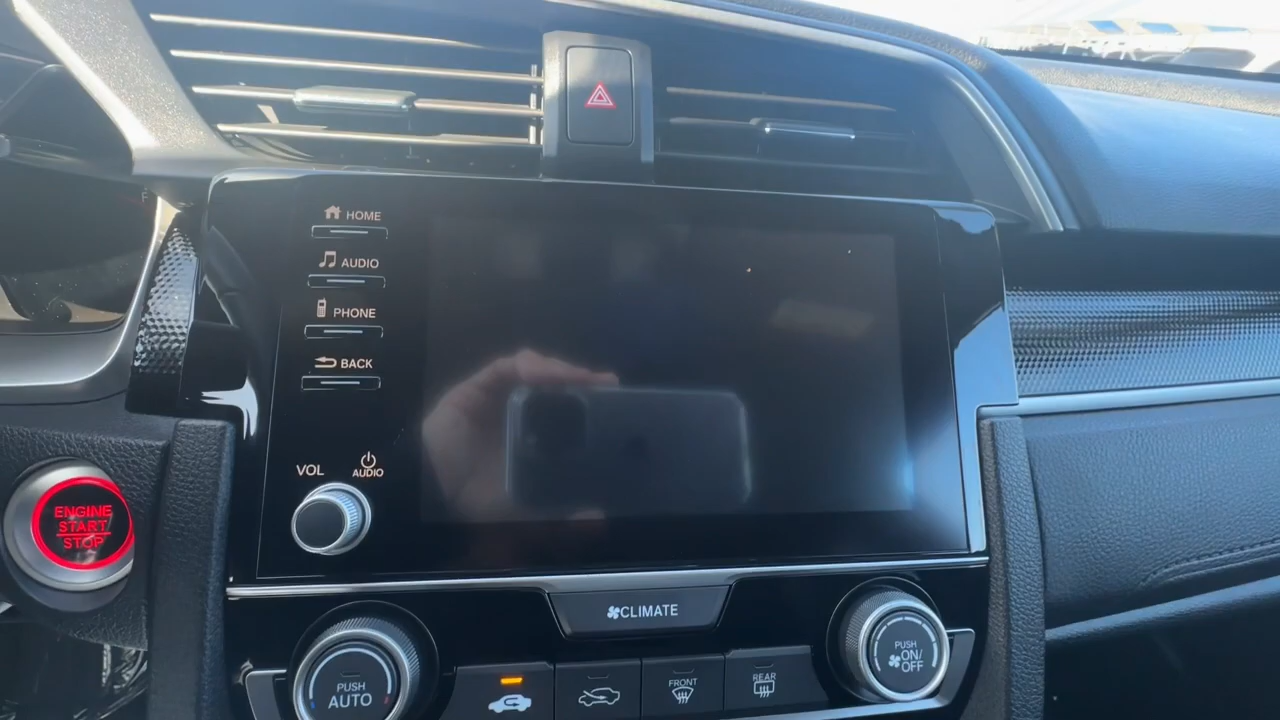 HOME
AUDIO
PHONE
BACK
VOL
AUDIO
ENGINE
START
STOP
CLIMATE
PUSH
AUTO
FRONT
REAR
PUSH
ON/
OFF